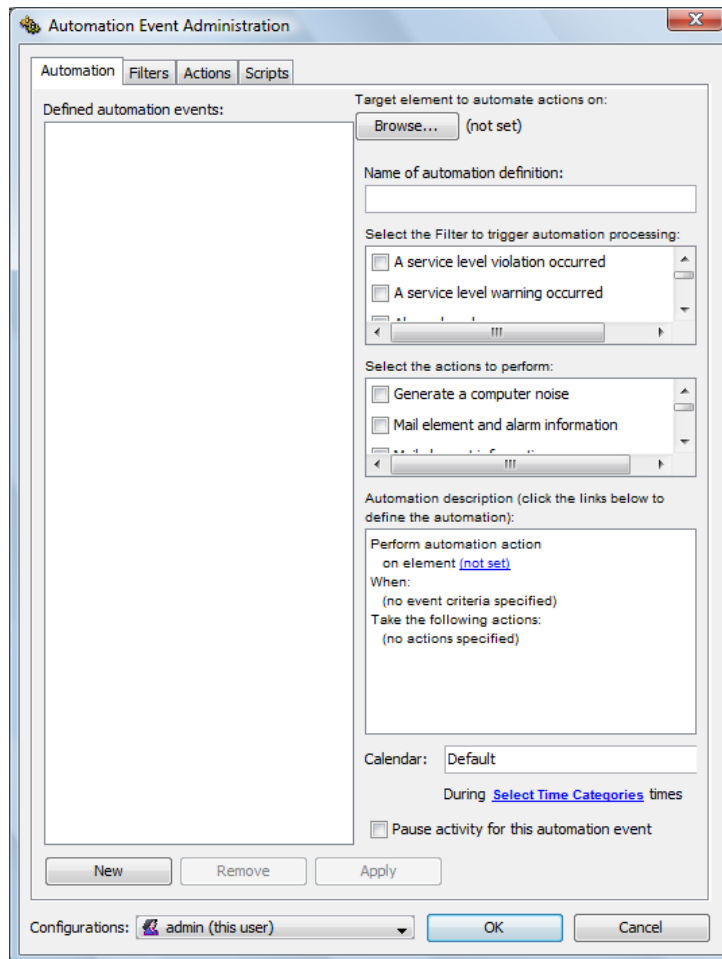 Automation Event Administration
Automation Filters Actions Scripts
Defined automation events:
Target element to automate actions on:
Browse... (not set)
Name of automation definition:
Select the Filter to trigger automation processing:
A service level violation occurred
A service level warning occurred
Select the actions to perform:
Generate a computer noise
Mail element and alarm information
Automation description (click the links below to
define the automation):
Perform automation action
on element (not set)
When:
(no event criteria specified)
Take the following actions:
(no actions specified)
Calendar: Default
During Select Time Categories times
Pause activity for this automation event
New Remove Apply
Configurations: admin (this user) OK Cancel